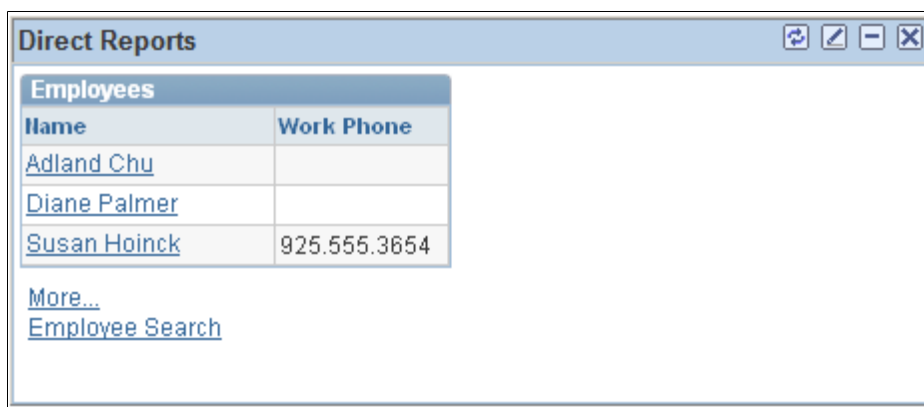 Direct Reports
Employees
Name Work Phone
Adland Chu
Diane Palmer
Susan Hoinck 925.555.3654
More...
Employee Search